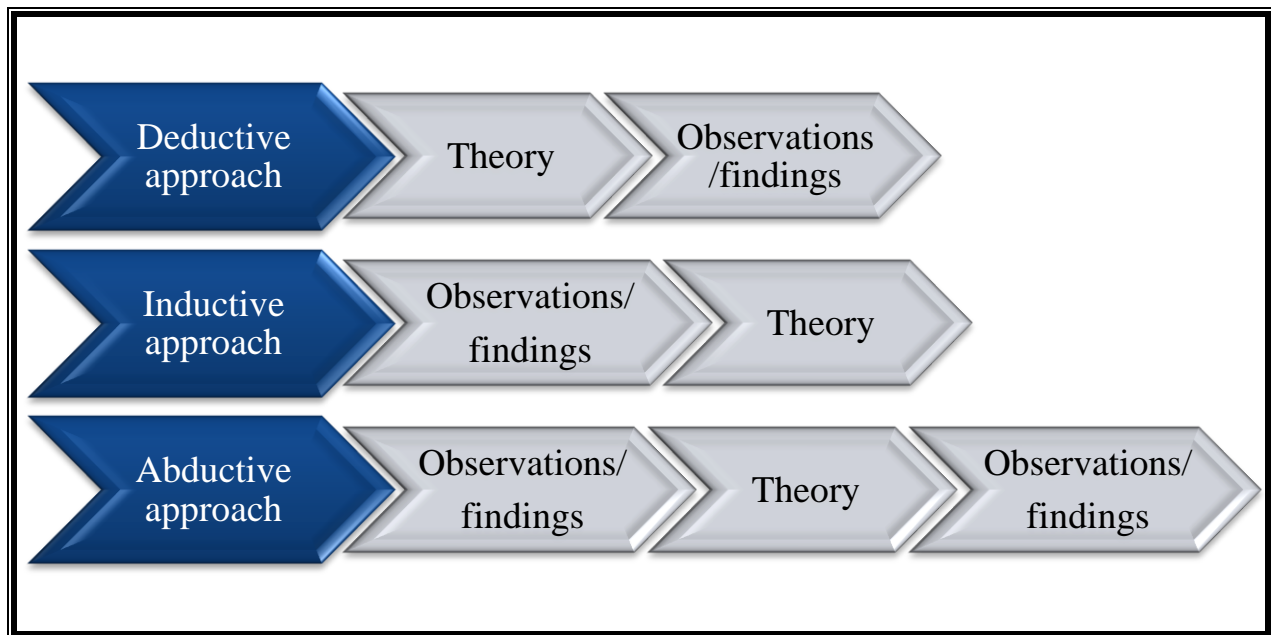 Deductive
approach
Theory
Observations
/findings
Inductive
approach
Observations/
findings
Theory
Abductive
approach
Observations/
findings
Theory
Observations/
findings